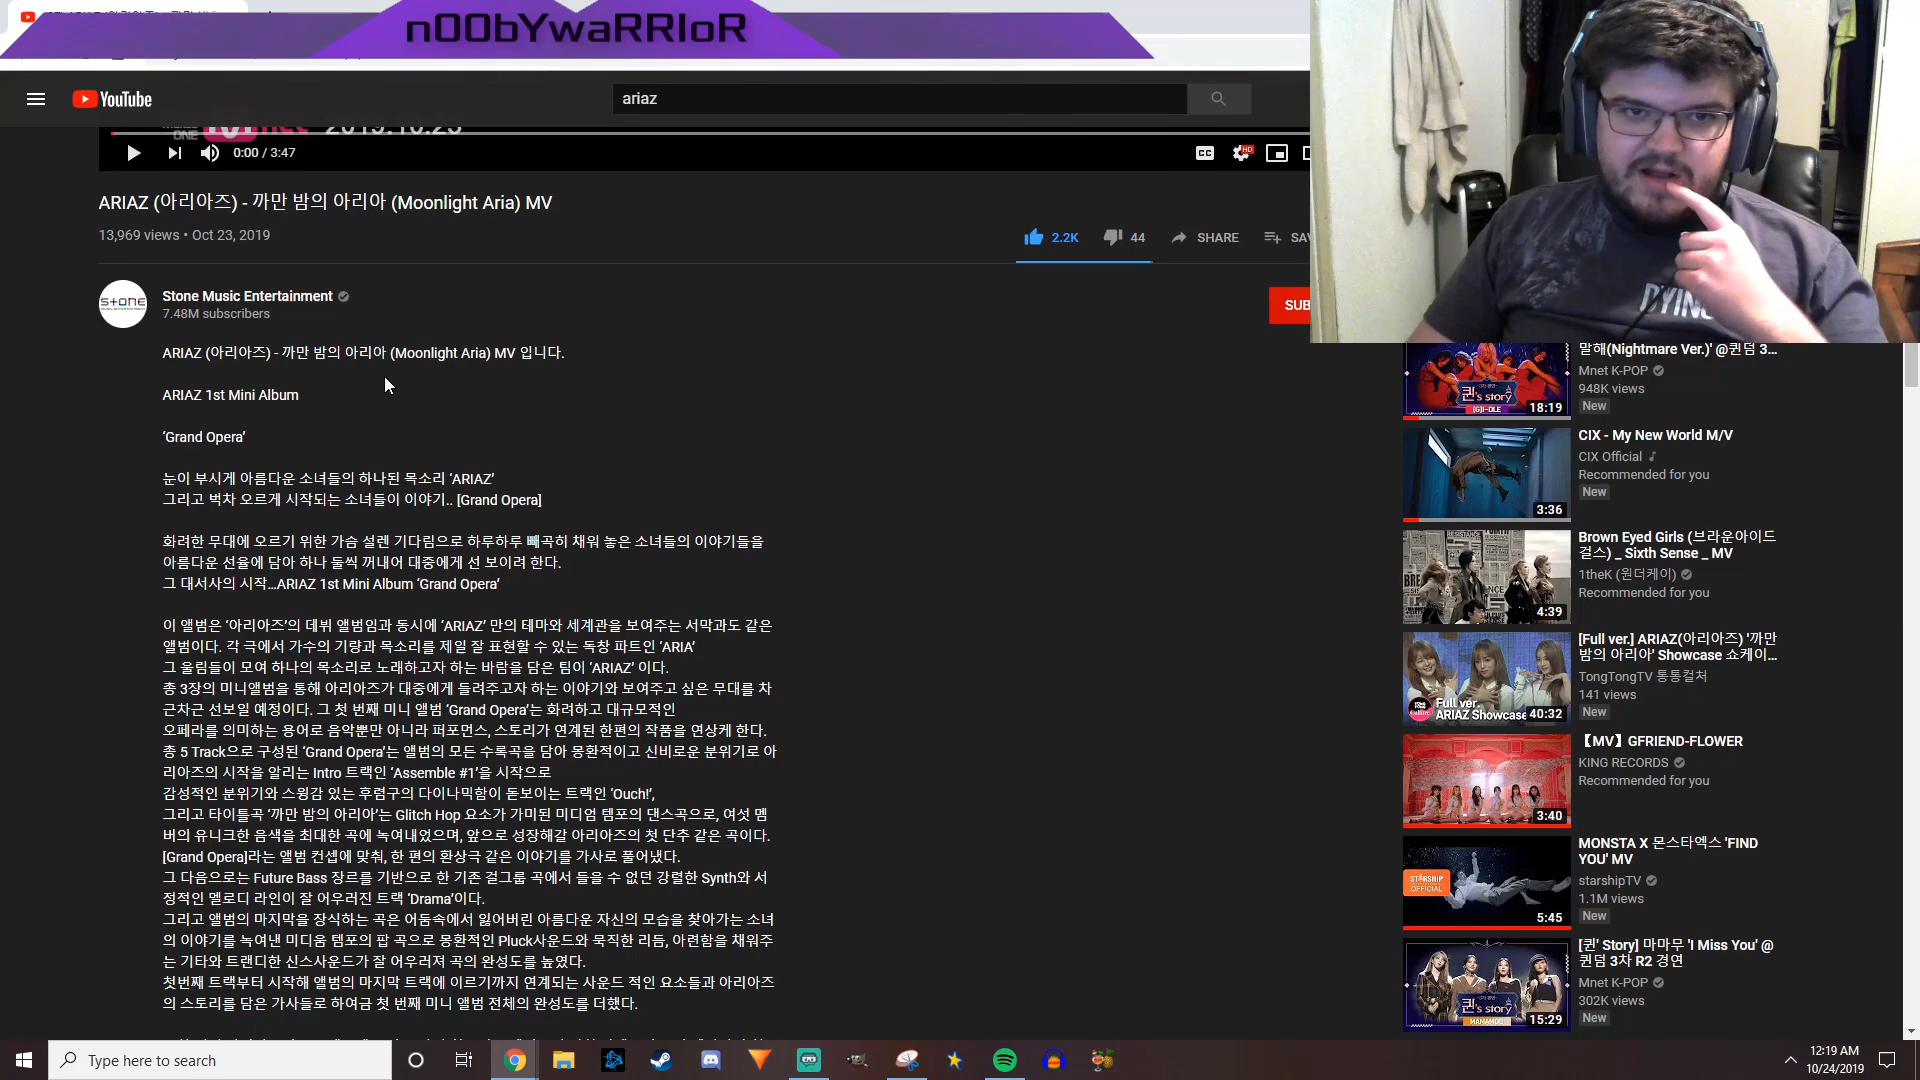 n00bYwaRRIoR
YouTube
ariaz
ONE
2019.10.23
0:00 / 3:47
CC
HD
ARIAZ (아리아즈) - 까만 밤의 아리아 (Moonlight Aria) MV
13,969 views • Oct 23, 2019
2.2K
44
SHARE
SAV
S+ONE
Stone Music Entertainment
7.48M subscribers
SUB
ARIAZ (아리아즈) - 까만 밤의 아리아 (Moonlight Aria) MV 입니다.
ARIAZ 1st Mini Album
‘Grand Opera’
눈이 부시게 아름다운 소녀들의 하나된 목소리 ‘ARIAZ’
그리고 벅차 오르게 시작되는 소녀들이 이야기.. [Grand Opera]
화려한 무대에 오르기 위한 가슴 설렌 기다림으로 하루하루 빼곡히 채워 놓은 소녀들의 이야기들을
아름다운 선율에 담아 하나 둘씩 꺼내어 대중에게 선 보이려 한다.
그 대서사의 시작...ARIAZ 1st Mini Album ‘Grand Opera’
이 앨범은 ‘아리아즈’의 데뷔 앨범임과 동시에 ‘ARIAZ’ 만의 테마와 세계관을 보여주는 서막과도 같은
앨범이다. 각 극에서 가수의 기량과 목소리를 제일 잘 표현할 수 있는 독창 파트인 ‘ARIA’
그 울림들이 모여 하나의 목소리로 노래하고자 하는 바람을 담은 팀이 ‘ARIAZ’ 이다.
총 3장의 미니앨범을 통해 아리아즈가 대중에게 들려주고자 하는 이야기와 보여주고 싶은 무대를 차
근차근 선보일 예정이다. 그 첫 번째 미니 앨범 ‘Grand Opera’는 화려하고 대규모적인
오페라를 의미하는 용어로 음악뿐만 아니라 퍼포먼스, 스토리가 연계된 한편의 작품을 연상케 한다.
총 5 Track으로 구성된 ‘Grand Opera’는 앨범의 모든 수록곡을 담아 몽환적이고 신비로운 분위기로 아
리아즈의 시작을 알리는 Intro 트랙인 ‘Assemble #1’을 시작으로
감성적인 분위기와 스윙감 있는 후렴구의 다이나믹함이 돋보이는 트랙인 ‘Ouch!’,
그리고 타이틀곡 ‘까만 밤의 아리아’는 Glitch Hop 요소가 가미된 미디엄 템포의 댄스곡으로, 여섯 멤
버의 유니크한 음색을 최대한 곡에 녹여내었으며, 앞으로 성장해갈 아리아즈의 첫 단추 같은 곡이다.
[Grand Opera]라는 앨범 컨셉에 맞춰, 한 편의 환상극 같은 이야기를 가사로 풀어냈다.
그 다음으로는 Future Bass 장르를 기반으로 한 기존 걸그룹 곡에서 들을 수 없던 강렬한 Synth와 서
정적인 멜로디 라인이 잘 어우러진 트랙 ‘Drama’이다.
그리고 앨범의 마지막을 장식하는 곡은 어둠속에서 잃어버린 아름다운 자신의 모습을 찾아가는 소녀
의 이야기를 녹여낸 미디움 템포의 팝 곡으로 몽환적인 Pluck사운드와 묵직한 리듬, 아련함을 채워주
는 기타와 트랜디한 신스사운드가 잘 어우러져 곡의 완성도를 높였다.
첫번째 트랙부터 시작해 앨범의 마지막 트랙에 이르기까지 연계되는 사운드 적인 요소들과 아리아즈
의 스토리를 담은 가사들로 하여금 첫 번째 미니 앨범 전체의 완성도를 더했다.
DYING
말해(Nightmare Ver.)' @퀸덤 3...
Mnet K-POP
948K views
New
퀸's story
(G)I-DLE
18:19
CIX - My New World M/V
CIX Official
Recommended for you
New
3:36
Brown Eyed Girls (브라운아이드
걸스) _ Sixth Sense _ MV
1theK (원더케이)
Recommended for you
4:39
[Full ver.] ARIAZ(아리아즈) '까만
밤의 아리아' Showcase 쇼케이...
TongTongTV 통통컬처
141 views
New
Full ver.
ARIAZ Showcase
40:32
【MV】GFRIEND-FLOWER
KING RECORDS
Recommended for you
3:40
MONSTA X 몬스타엑스 'FIND
YOU' MV
starshipTV
1.1M views
New
STARSHIP
OFFICIAL
5:45
[퀸' Story] 마마무 'I Miss You' @
퀸덤 3차 R2 경연
Mnet K-POP
302K views
New
퀸's story
MAMAMOO
15:29
Type here to search
12:19 AM
10/24/2019